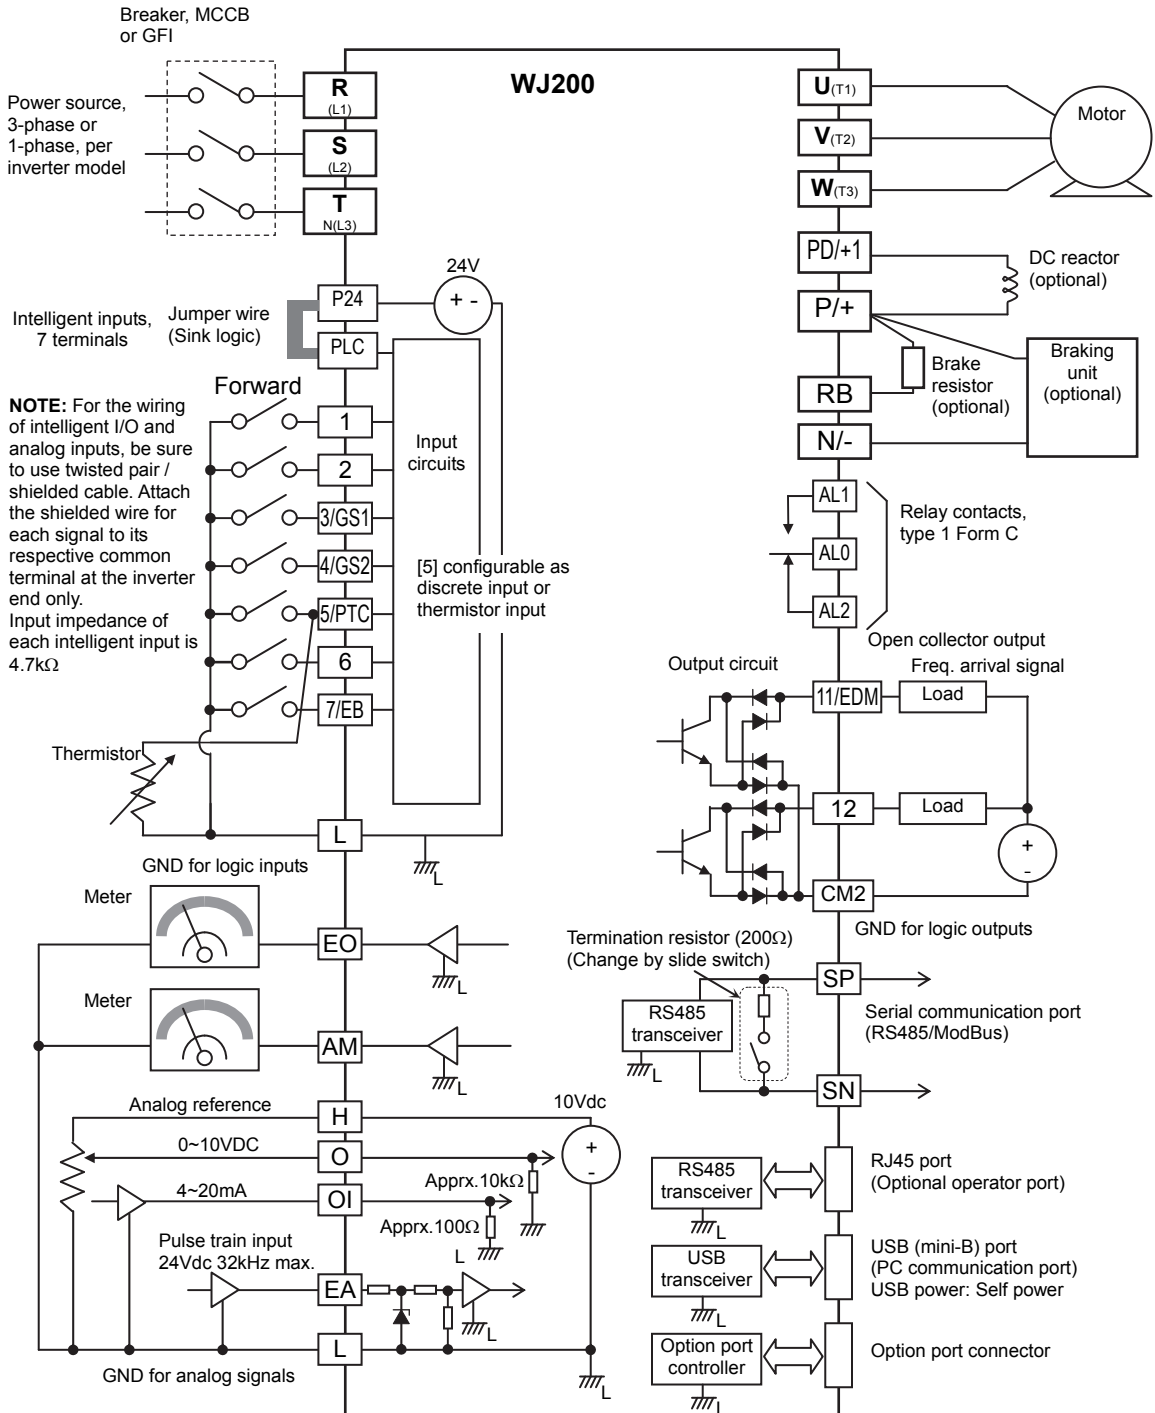 Breaker, MCCB
or GFI
WJ200
Power source,
3-phase or
1-phase, per
inverter model
R
(L1)
S
(L2)
T
N(L3)
U(T1)
V(T2)
W(T3)
Motor
PD/+1
P/+
DC reactor
(optional)
RB
Brake
resistor
(optional)
Braking
unit
(optional)
N/-
24V
P24
+ -
Jumper wire
(Sink logic)
Intelligent inputs,
7 terminals
PLC
Forward
NOTE: For the wiring
of intelligent I/O and
analog inputs, be sure
to use twisted pair /
shielded cable. Attach
the shielded wire for
each signal to its
respective common
terminal at the inverter
end only.
Input impedance of
each intelligent input is
4.7kΩ
1
2
3/GS1
4/GS2
5/PTC
6
7/EB
Input
circuits
[5] configurable as
discrete input or
thermistor input
AL1
AL0
AL2
Relay contacts,
type 1 Form C
Open collector output
Output circuit
Freq. arrival signal
11/EDM
Load
12
Load
+
-
CM2
GND for logic outputs
Thermistor
L
L
GND for logic inputs
Meter
EO
L
Meter
AM
L
Termination resistor (200Ω)
(Change by slide switch)
RS485
transceiver
L
SP
Serial communication port
(RS485/ModBus)
SN
Analog reference
H
10Vdc
0~10VDC
O
+
-
Apprx.10kΩ
4~20mA
OI
Apprx.100Ω
L
Pulse train input
24Vdc 32kHz max.
EA
L
L
GND for analog signals
L
RS485
transceiver
L
RJ45 port
(Optional operator port)
USB
transceiver
L
USB (mini-B) port
(PC communication port)
USB power: Self power
Option port
controller
L
Option port connector